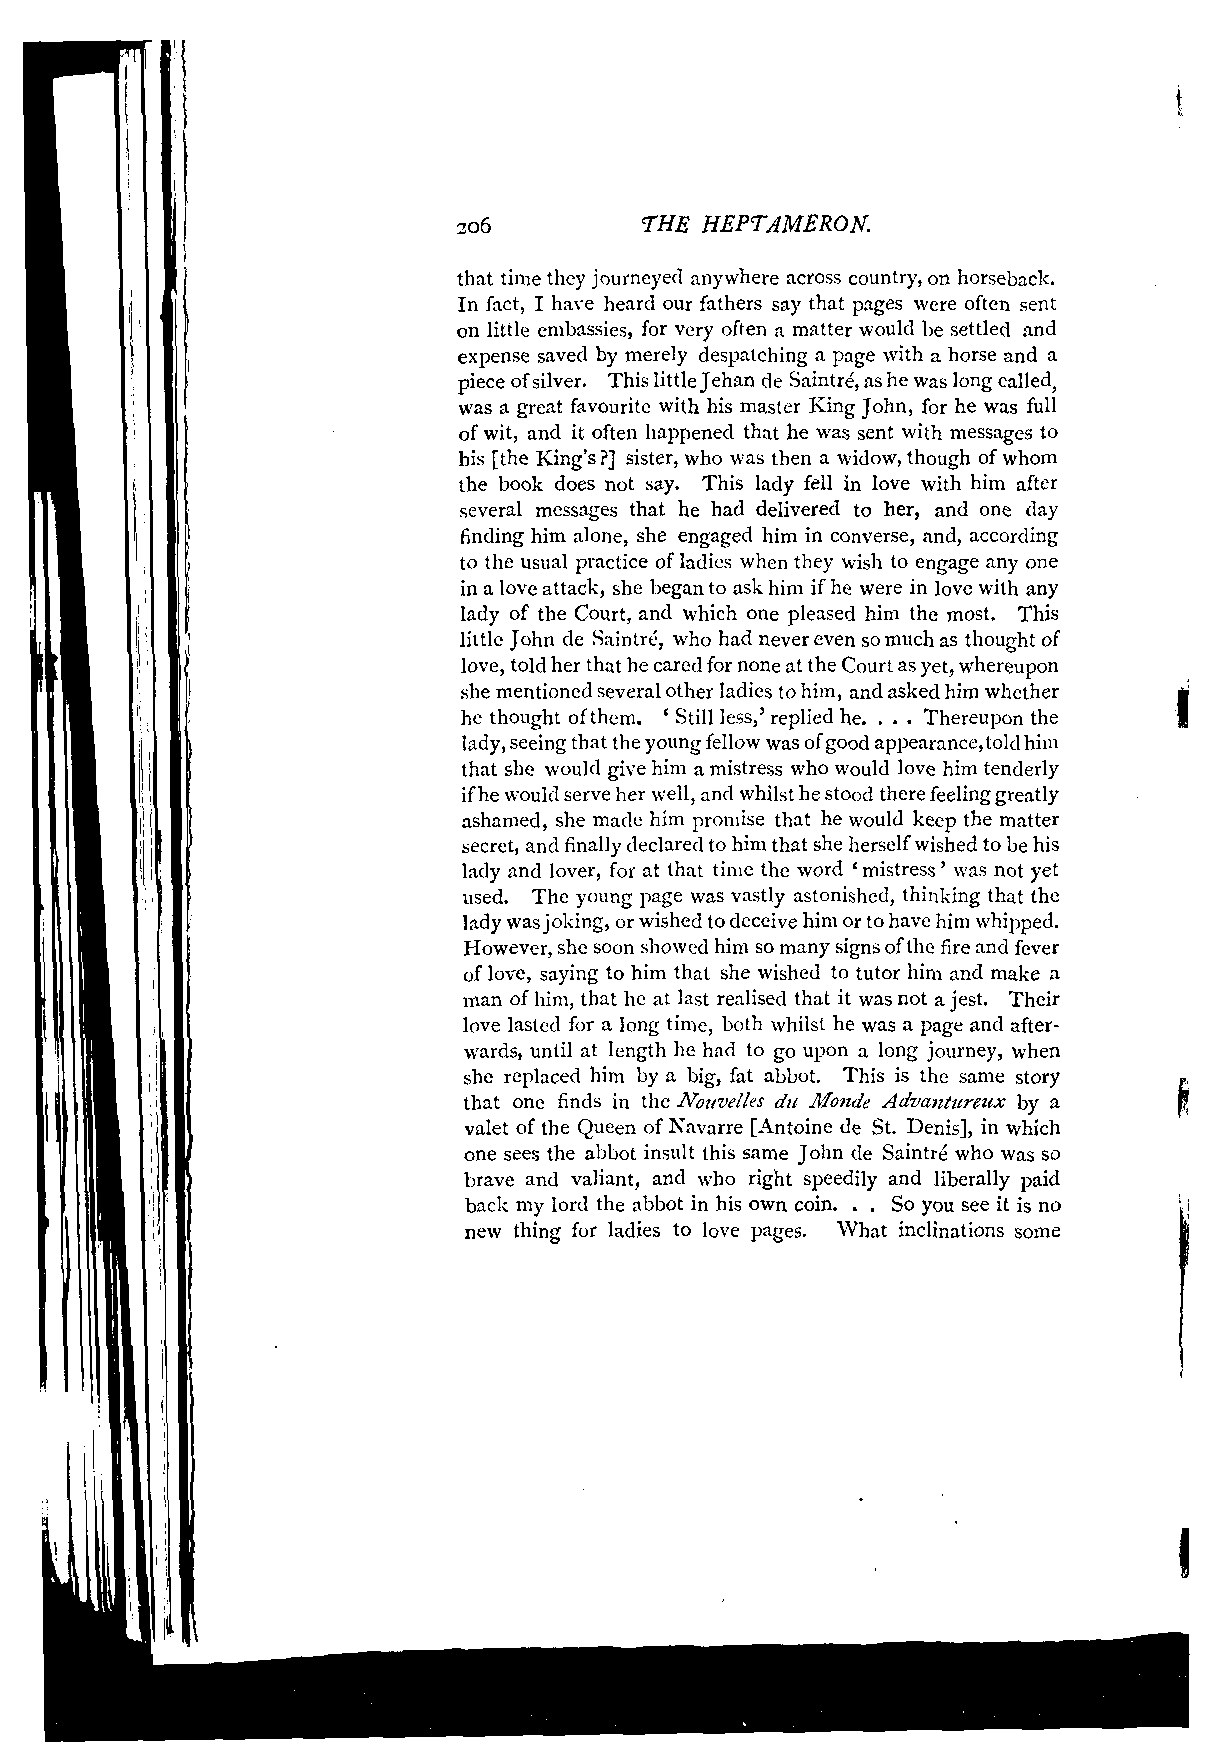 206 THE HEPTAMERON.
that time they journeyed anywhere across country, on horseback.
In fact, I have heard our fathers say that pages were often sent
on little embassies, for very often a matter would be settled and
expense saved by merely despatching a page with a horse and a
piece of silver. This little Jehan de Saintré, as he was long called,
was a great favourite with his master King John, for he was full
of wit, and it often happened that he was sent with messages to
his [the King's?] sister, who was then a widow, though of whom
the book does not say. This lady fell in love with him after
several messages that he had delivered to her, and one day
finding him alone, she engaged him in converse, and, according
to the usual practice of ladies when they wish to engage any one
in a love attack, she began to ask him if he were in love with any
lady of the Court, and which one pleased him the most. This
little John de Saintré, who had never even so much as thought of
love, told her that he cared for none at the Court as yet, whereupon
she mentioned several other ladies to him, and asked him whether
he thought of them. ‘Still less,’ replied he. . . . Thereupon the
lady, seeing that the young fellow was of good appearance, told him
that she would give him a mistress who would love him tenderly
if he would serve her well, and whilst he stood there feeling greatly
ashamed, she made him promise that he would keep the matter
secret, and finally declared to him that she herself wished to be his
lady and lover, for at that time the word ‘mistress’ was not yet
used. The young page was vastly astonished, thinking that the
lady was joking, or wished to deceive him or to have him whipped.
However, she soon showed him so many signs of the fire and fever
of love, saying to him that she wished to tutor him and make a
man of him, that he at last realised that it was not a jest. Their
love lasted for a long time, both whilst he was a page and after-
wards, until at length he had to go upon a long journey, when
she replaced him by a big, fat abbot. This is the same story
that one finds in the Nouvelles du Monde Advantureux by a
valet of the Queen of Navarre [Antoine de St. Denis], in which
one sees the abbot insult this same John de Saintré who was so
brave and valiant, and who right speedily and liberally paid
back my lord the abbot in his own coin. . . So you see it is no
new thing for ladies to love pages. What inclinations some